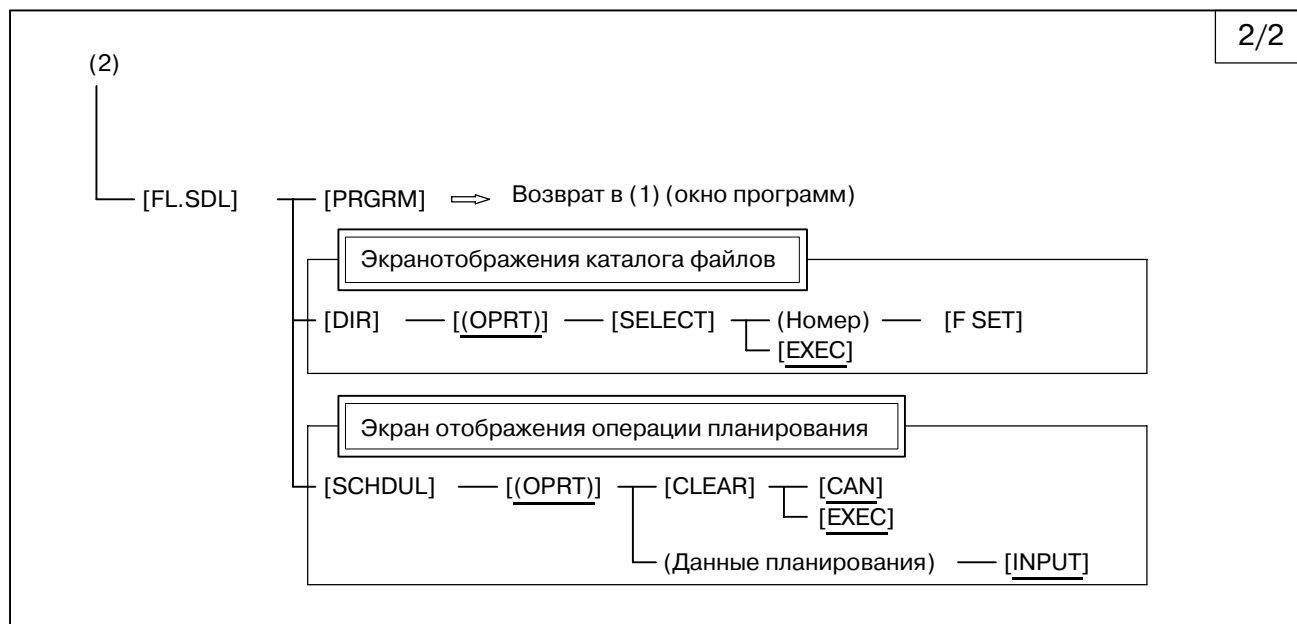 2/2
(2)
[FL.SDL] [PRGRM] Возврат в (1) (окно программ)
Экранотображения каталога файлов
[DIR] [(OPRT)] [SELECT] (Номер) [F SET]
[EXEC]
Экран отображения операции планирования
[SCHDUL] [(OPRT)] [CLEAR] [CAN]
[EXEC]
(Данные планирования) [INPUT]